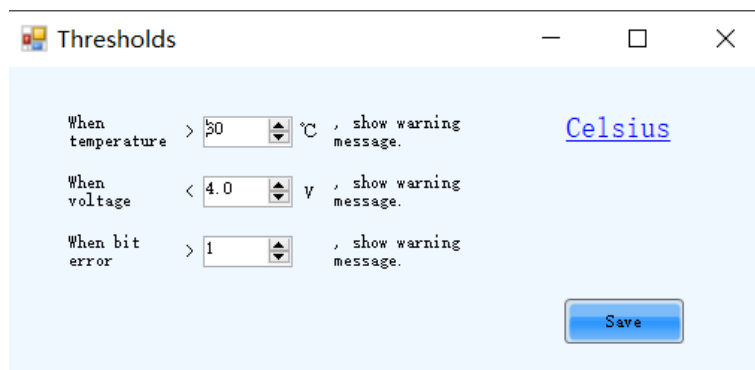 Thresholds
When temperature > 30 ℃ , show warning message.
Celsius
When voltage < 4.0 V , show warning message.
When bit error > 1 , show warning message.
Save